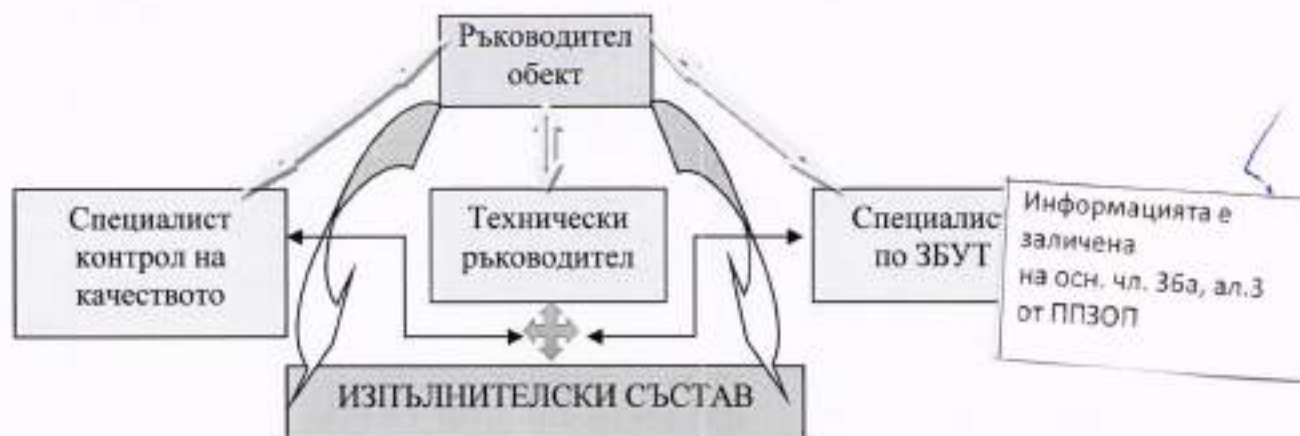 Ръководител
обект
Специалист
контрол на
качеството
Технически
ръководител
Специалис
по ЗБУТ
Информацията е
заличена
на осн. чл. 36а, ал.3
от ППЗОП
ИЗПЪЛНИТЕЛСКИ СЪСТАВ